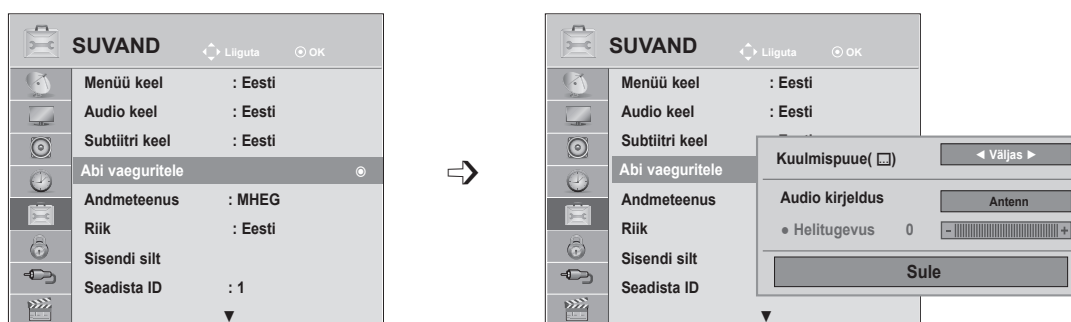 SUVAND Liiguta OK
Menüü keel : Eesti
Audio keel : Eesti
Subtiitri keel : Eesti
Abi vaeguritele
Andmeteenus : MHEG
Riik : Eesti
Sisendi silt
Seadista ID : 1
SUVAND Liiguta OK
Menüü keel : Eesti
Audio keel : Eesti
Subtiitri keel
Abi vaeguritele
Andmeteenus
Riik
Sisendi silt
Seadista ID
Kuulmispuue( ) ◄ Väljas ►
Audio kirjeldus Antenn
● Helitugevus 0 - +
Sule